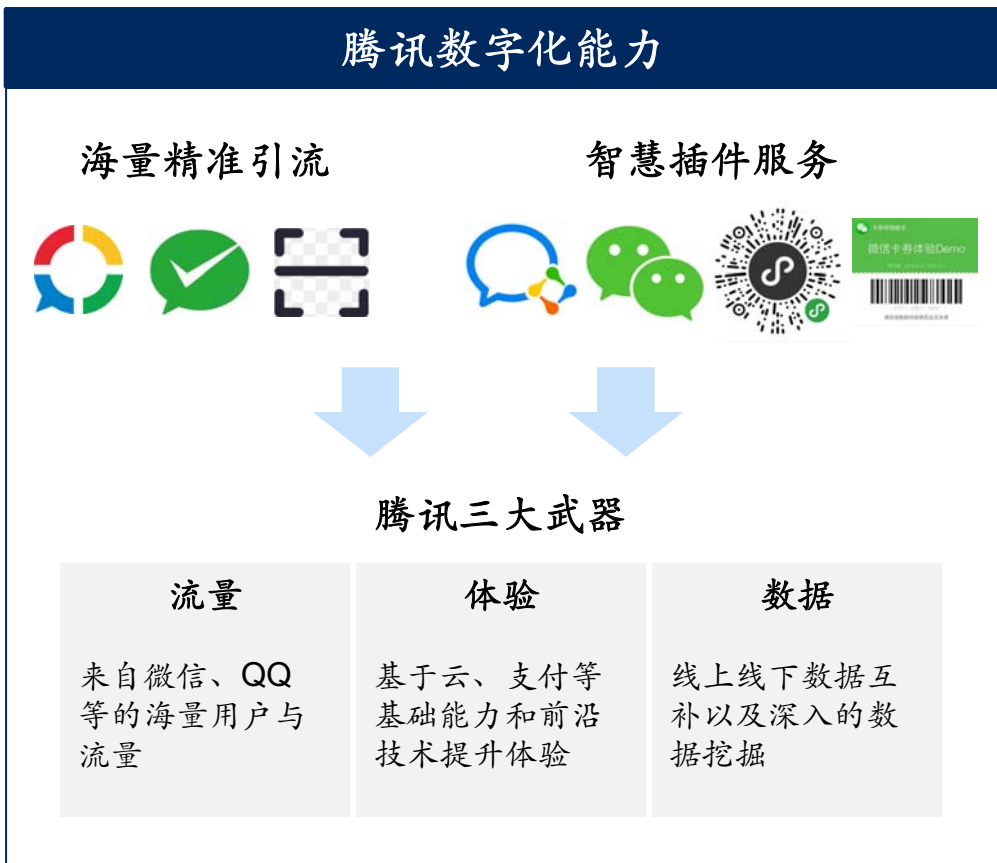 腾讯数字化能力
海量精准引流
智慧插件服务
微信卡券体验Demo
腾讯三大武器
流量
来自微信、QQ
等的海量用户与
流量
体验
基于云、支付等
基础能力和前沿
技术提升体验
数据
线上线下数据互
补以及深入的数
据挖掘